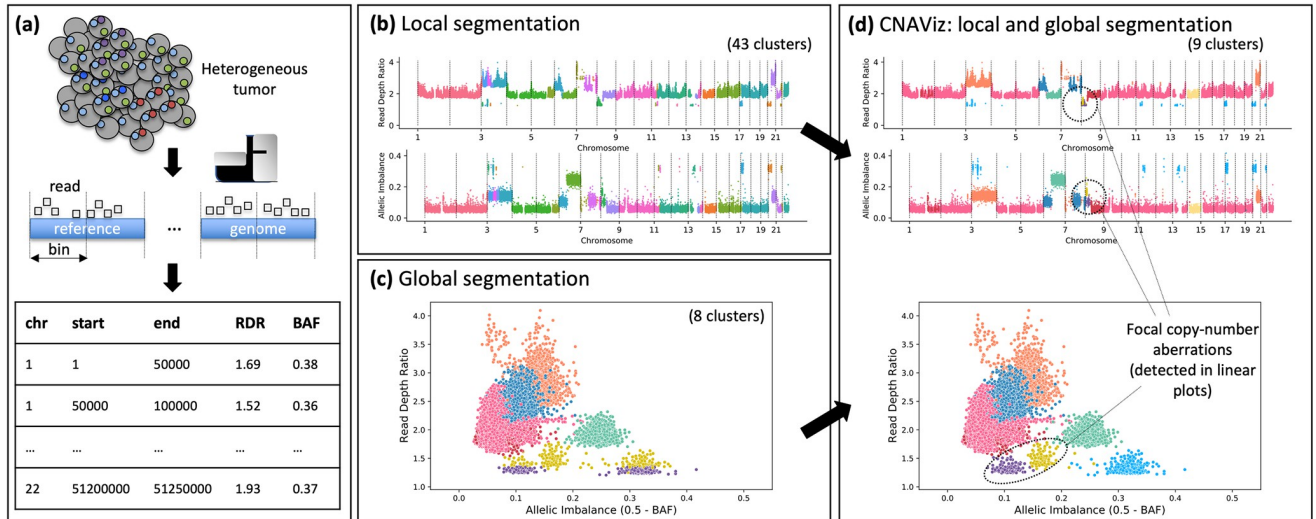 (a)
Heterogeneous
tumor
read
reference
...
genome
bin
chr start end RDR BAF
1 1 50000 1.69 0.38
1 50000 100000 1.52 0.36
... ... ... ... ...
22 51200000 51250000 1.93 0.37
(b) Local segmentation
(43 clusters)
Read Depth Ratio
4
2
0
1 3 5 7 9 11 13 15 17 19 21
Chromosome
Allelic Imbalance
0.4
0.2
0.0
1 3 5 7 9 11 13 15 17 19 21
Chromosome
(c) Global segmentation
(8 clusters)
Read Depth Ratio
4.0
3.5
3.0
2.5
2.0
1.5
1.0
0.0 0.1 0.2 0.3 0.4 0.5
Allelic Imbalance (0.5 - BAF)
(d) CNAViz: local and global segmentation
(9 clusters)
Read Depth Ratio
4
2
0
1 3 5 7 9 11 13 15 17 19 21
Chromosome
Allelic Imbalance
0.4
0.2
0.0
1 3 5 7 9 11 13 15 17 19 21
Chromosome
Focal copy-number
aberrations
(detected in linear
plots)
Read Depth Ratio
4.0
3.5
3.0
2.5
2.0
1.5
1.0
0.0 0.1 0.2 0.3 0.4 0.5
Allelic Imbalance (0.5 - BAF)